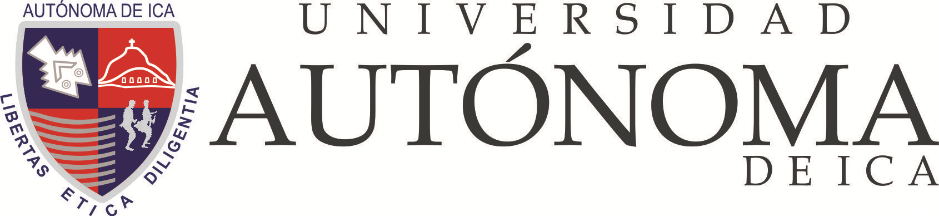 AUTÓNOMA DE ICA
LIBERTAS ETICA DILIGENTIA
UNIVERSIDAD
AUTÓNOMA
DE ICA